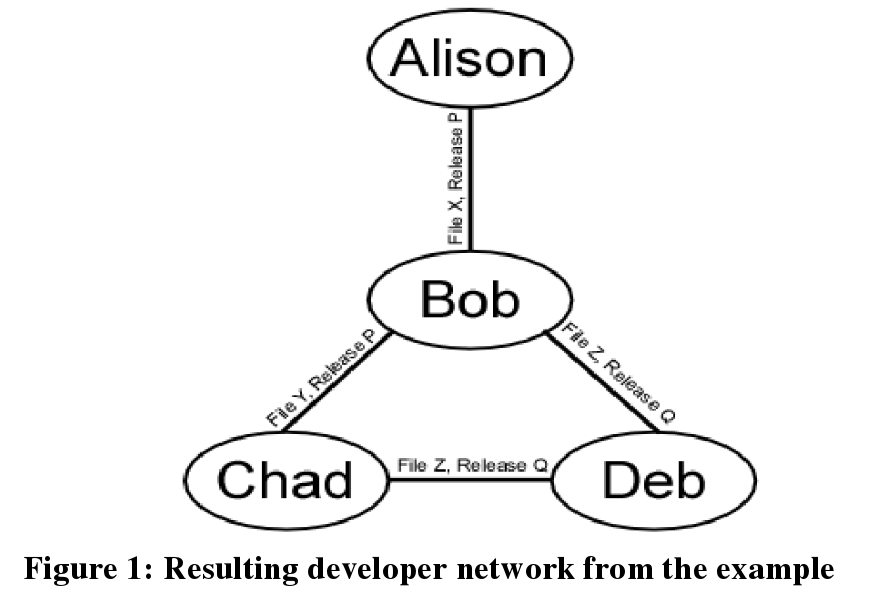 Alison
File X, Release P
Bob
File Y, Release P
File Z, Release Q
Chad
File Z, Release Q
Deb
Figure 1: Resulting developer network from the example